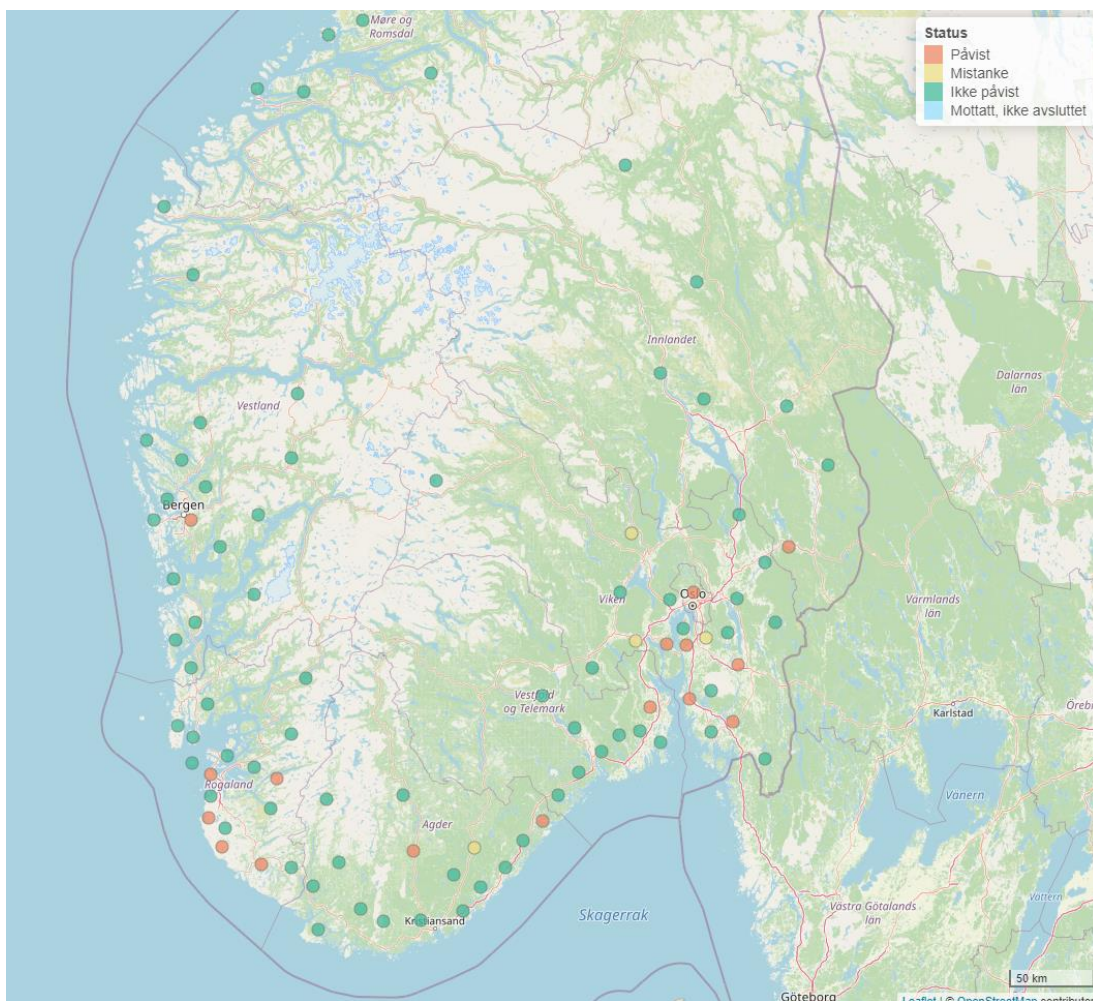 Møre og
Romsdal
Status
Påvist
Mistanke
Ikke påvist
Mottatt, ikke avsluttet
Innlandet
Dalarnas
län
Vestland
Bergen
Oslo
Viken
Värmlands
län
Vestfold
og Telemark
Karlstad
Rogaland
Vänern
Agder
Kristiansand
Skagerrak
Västra Götalands
län
Vättern
50 km
Göteborg
Leaflet | © OpenStreetMap contributor